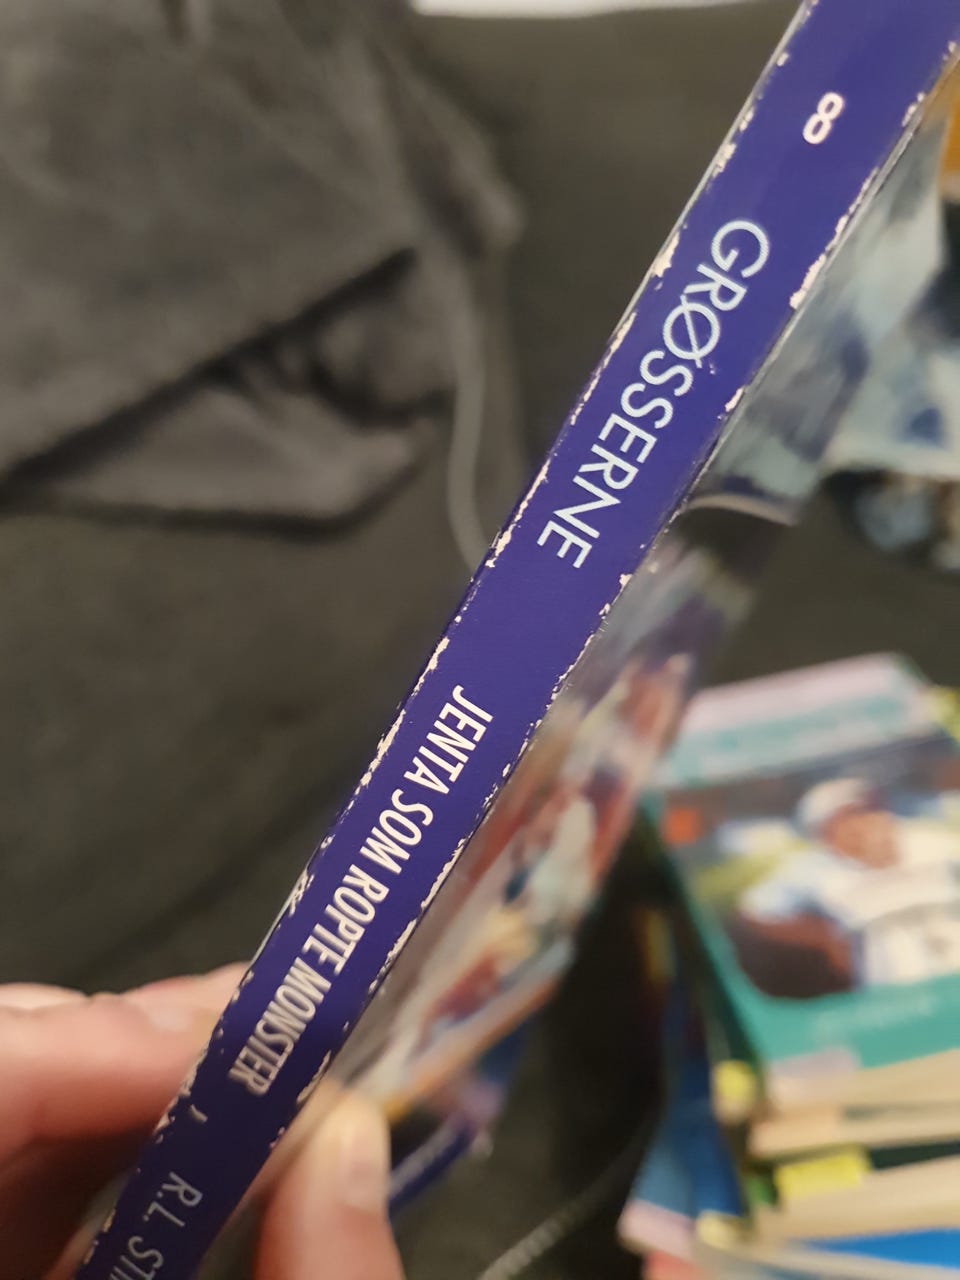 8
GRØSSERNE
JENTA SOM ROPTE MONSTER
R.L.